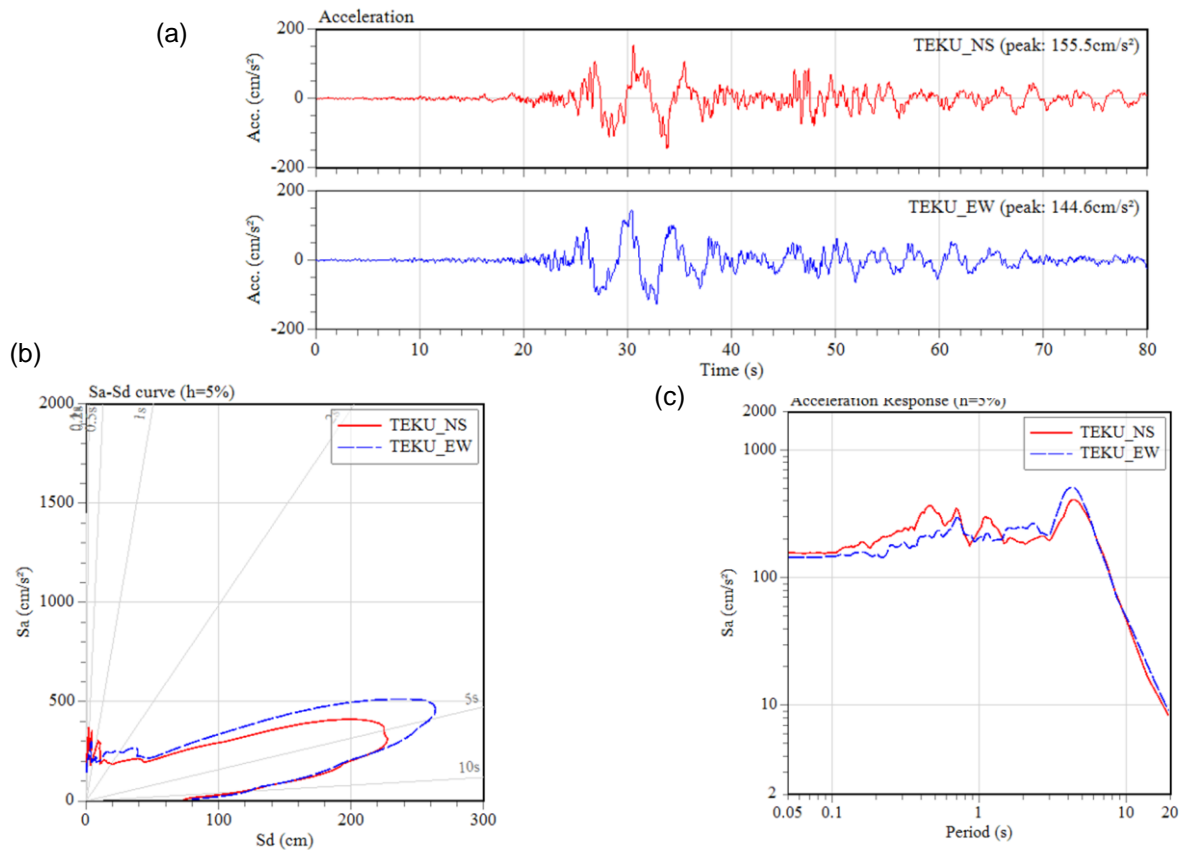 (a)
Acceleration
200
0
-200
Acc. (cm/s²)
TEKU_NS (peak: 155.5cm/s²)
200
0
-200
Acc. (cm/s²)
TEKU_EW (peak: 144.6cm/s²)
0 10 20 30 40 50 60 70 80
Time (s)
(b)
Sa-Sd curve (h=5%)
2000
1500
1000
500
0
Sa (cm/s²)
0.5s
1s
5s
10s
TEKU_NS
TEKU_EW
0 100 200 300
Sd (cm)
(c)
Acceleration Response (h=5%)
2000
1000
100
10
2
Sa (cm/s²)
TEKU_NS
TEKU_EW
0.05 0.1 1 10 20
Period (s)